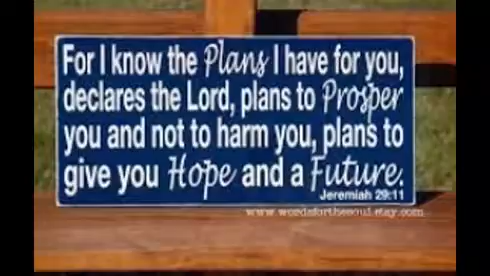 For I know the Plans I have for you,
declares the Lord, plans to Prosper
you and not to harm you, plans to
give you Hope and a Future.
Jeremiah 29:11
www.wordsforthesoul.etsy.com